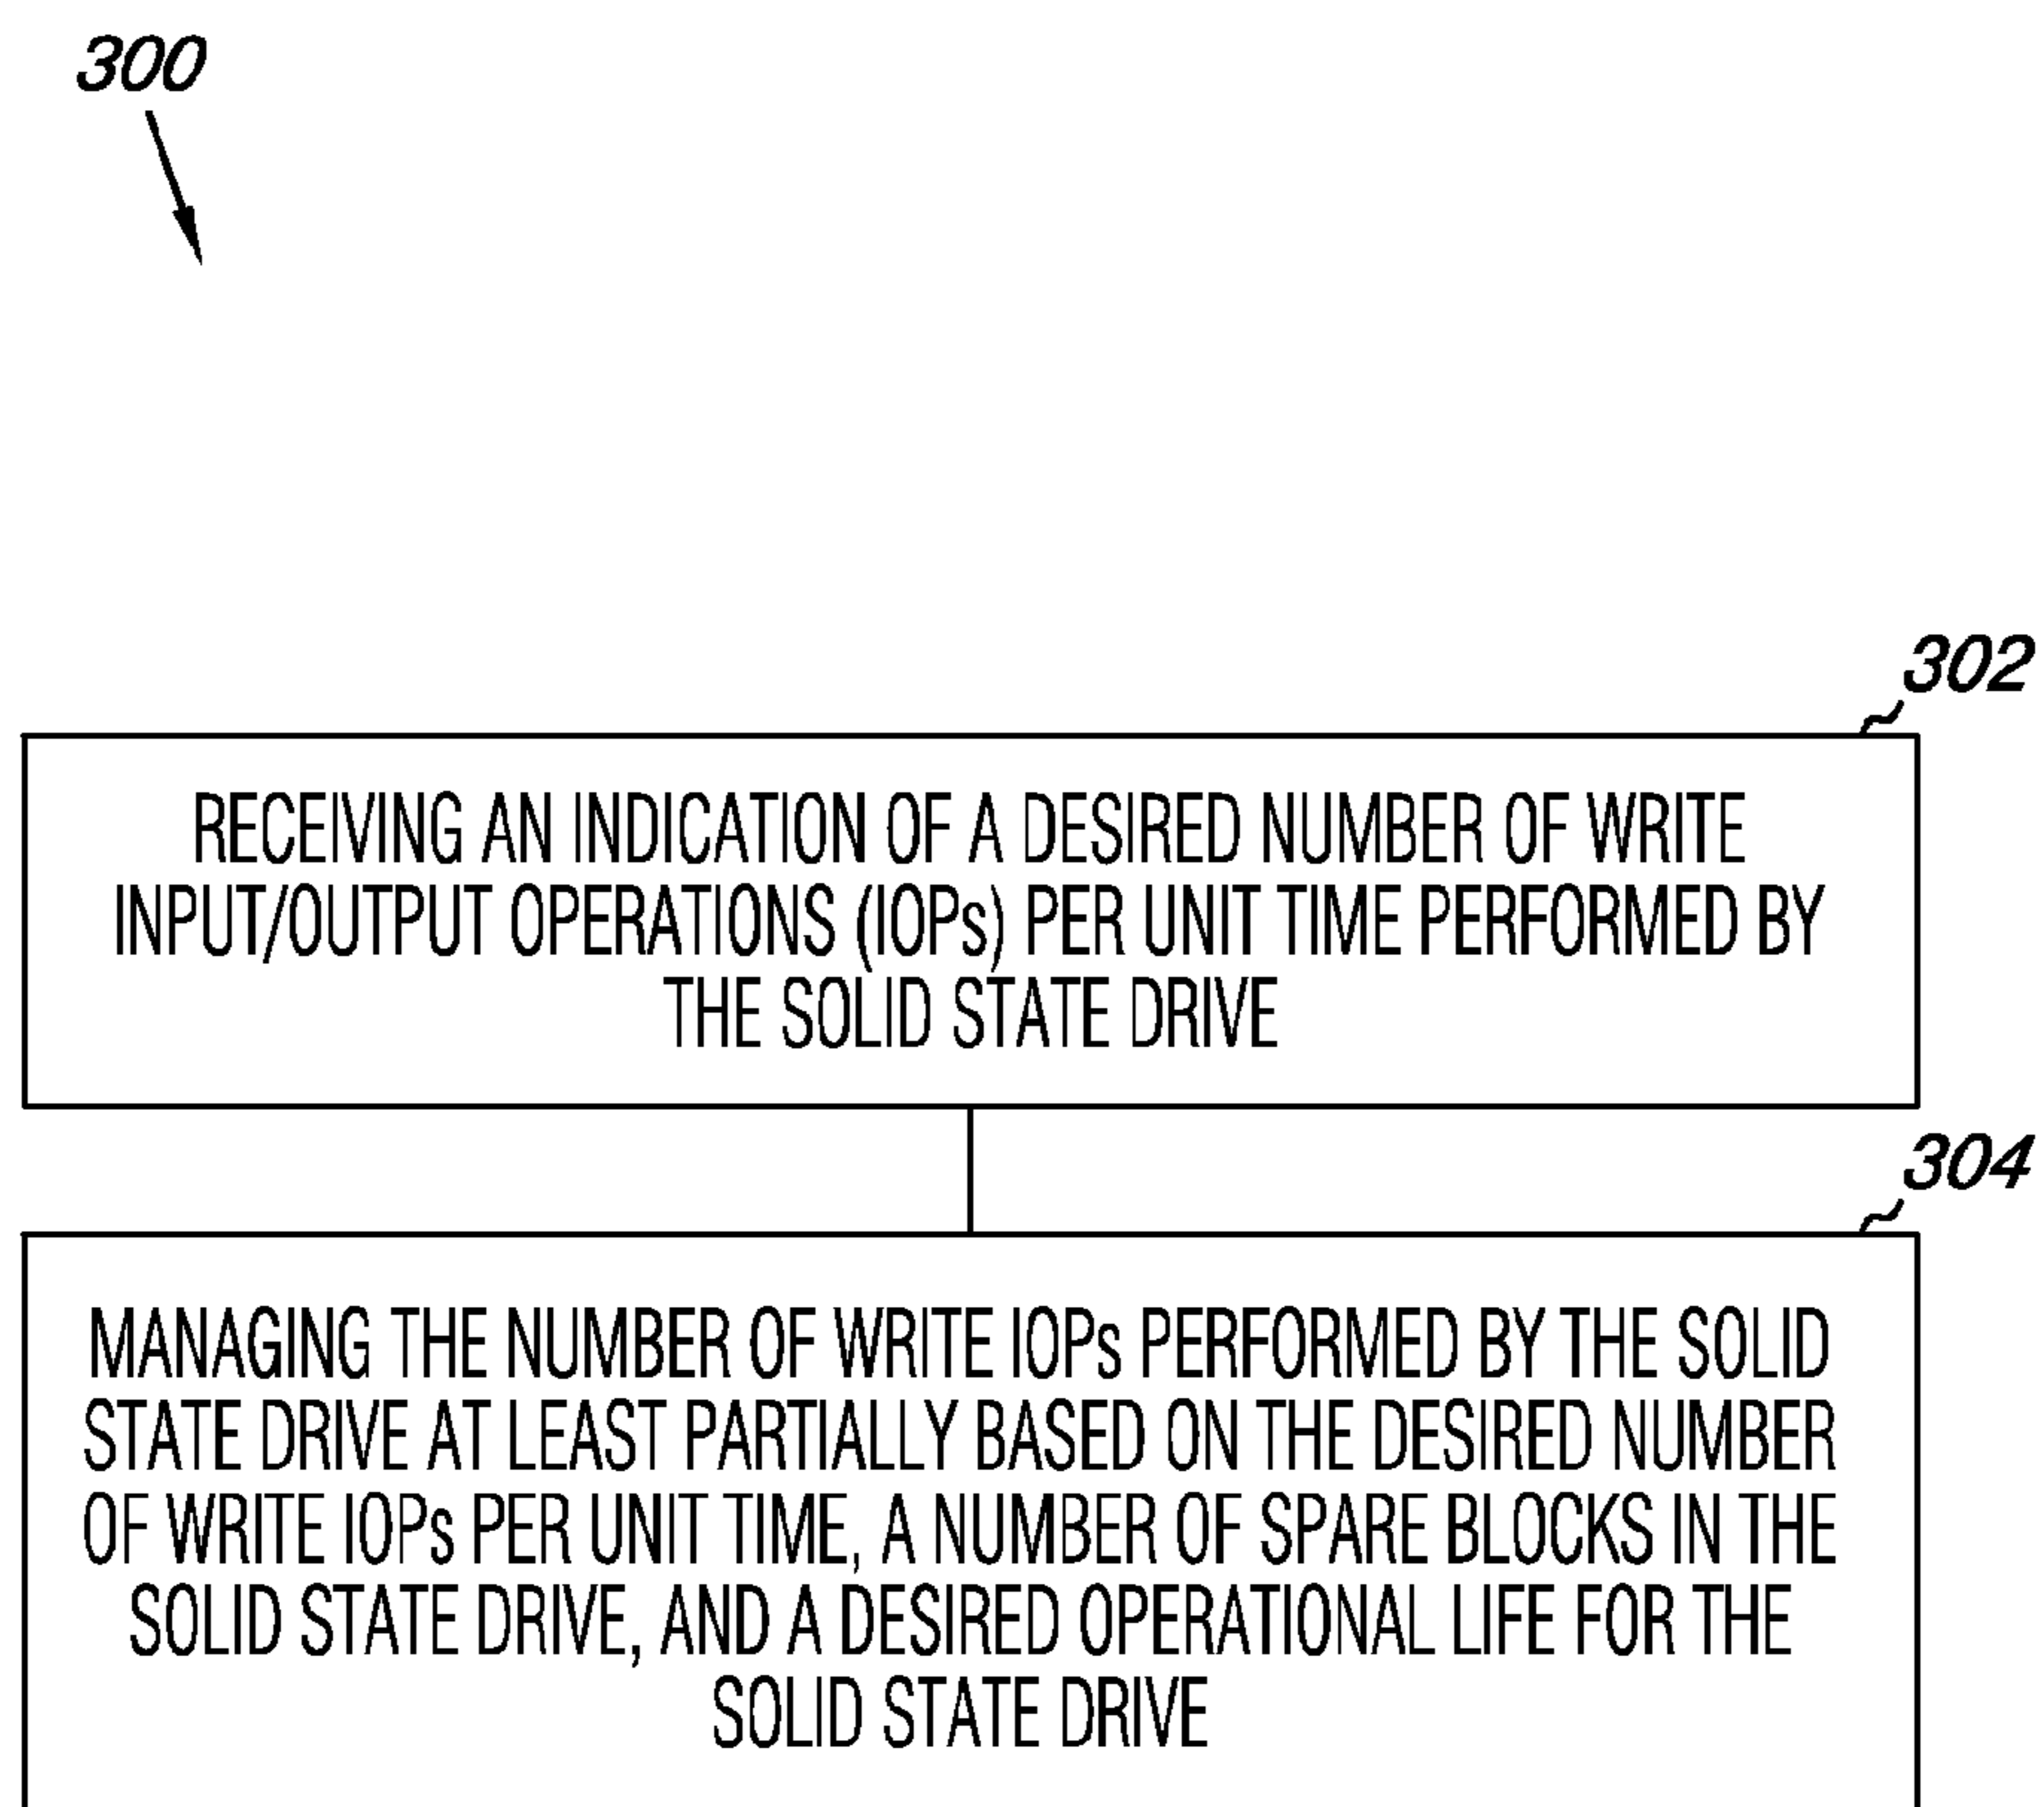 300
302
RECEIVING AN INDICATION OF A DESIRED NUMBER OF WRITE
INPUT/OUTPUT OPERATIONS (IOPs) PER UNIT TIME PERFORMED BY
THE SOLID STATE DRIVE
304
MANAGING THE NUMBER OF WRITE IOPs PERFORMED BY THE SOLID
STATE DRIVE AT LEAST PARTIALLY BASED ON THE DESIRED NUMBER
OF WRITE IOPs PER UNIT TIME, A NUMBER OF SPARE BLOCKS IN THE
SOLID STATE DRIVE, AND A DESIRED OPERATIONAL LIFE FOR THE
SOLID STATE DRIVE